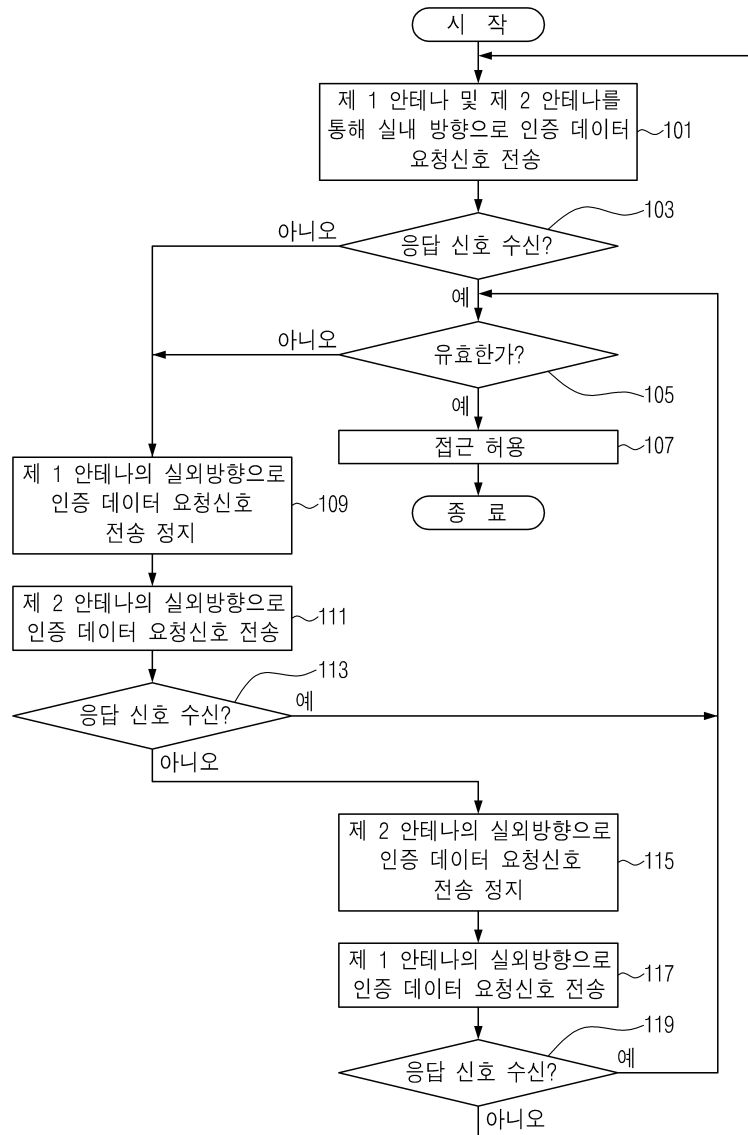 시 작
제 1 안테나 및 제 2 안테나를
통해 실내 방향으로 인증 데이터
요청신호 전송
101
103
아니오
응답 신호 수신?
예
아니오
유효한가?
105
예
접근 허용
107
종 료
제 1 안테나의 실외방향으로
인증 데이터 요청신호
전송 정지
109
제 2 안테나의 실외방향으로
인증 데이터 요청신호 전송
111
113
응답 신호 수신?
예
아니오
제 2 안테나의 실외방향으로
인증 데이터 요청신호
전송 정지
115
제 1 안테나의 실외방향으로
인증 데이터 요청신호 전송
117
119
응답 신호 수신?
예
아니오